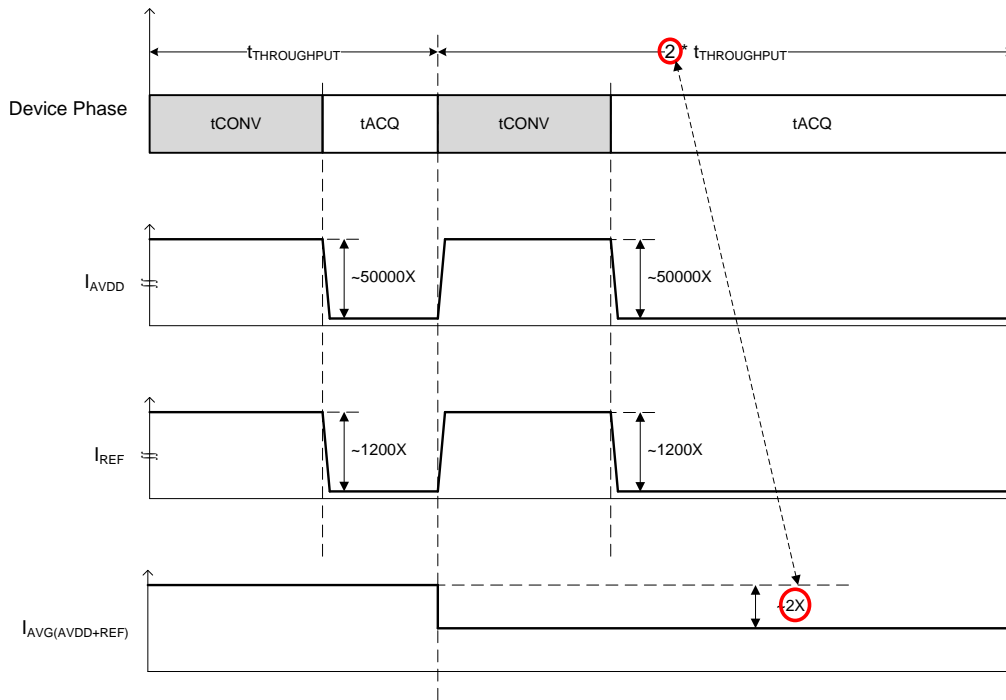 tTHROUGHPUT
2 * tTHROUGHPUT
Device Phase
tCONV
tACQ
tCONV
tACQ
IAVDD
~50000X
~50000X
IREF
~1200X
~1200X
IAVG(AVDD+REF)
~2X